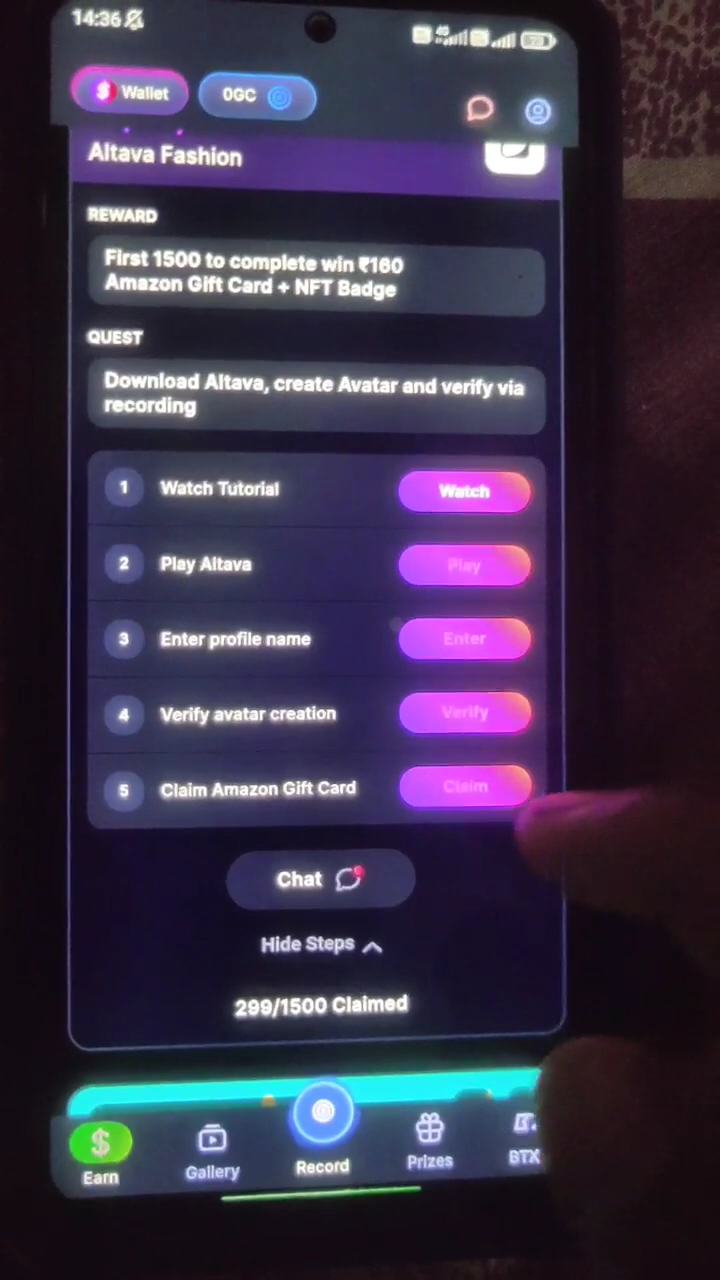 14:36
4G
73
Wallet
0GC
Altava Fashion
REWARD
First 1500 to complete win ₹160
Amazon Gift Card + NFT Badge
QUEST
Download Altava, create Avatar and verify via
recording
1 Watch Tutorial Watch
2 Play Altava Play
3 Enter profile name Enter
4 Verify avatar creation Verify
5 Claim Amazon Gift Card Claim
Chat
Hide Steps
299/1500 Claimed
$
Earn
Gallery
Record
Prizes
BTX